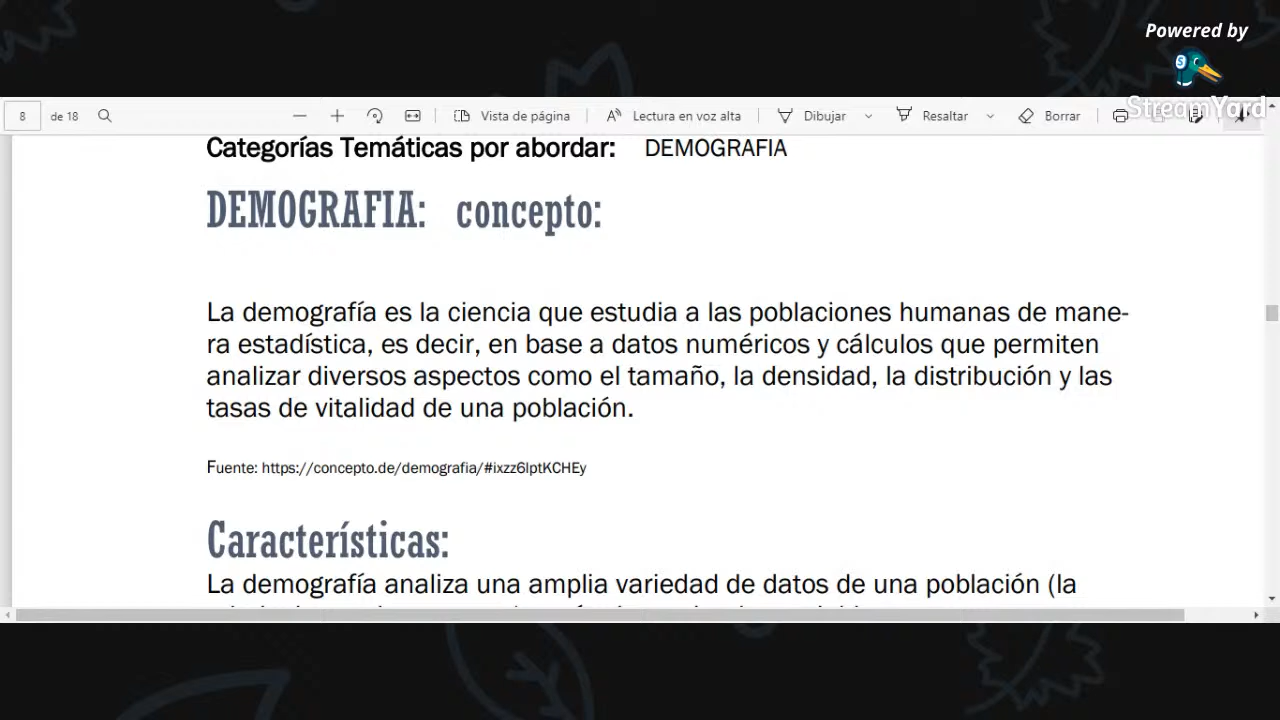 Powered by
StreamYard
8 de 18 Vista de página Lectura en voz alta Dibujar Resaltar Borrar
Categorías Temáticas por abordar: DEMOGRAFIA
DEMOGRAFIA: concepto:
La demografía es la ciencia que estudia a las poblaciones humanas de mane-
ra estadística, es decir, en base a datos numéricos y cálculos que permiten
analizar diversos aspectos como el tamaño, la densidad, la distribución y las
tasas de vitalidad de una población.
Fuente: https://concepto.de/demografia/#ixzz6lptKCHEy
Características:
La demografía analiza una amplia variedad de datos de una población (la